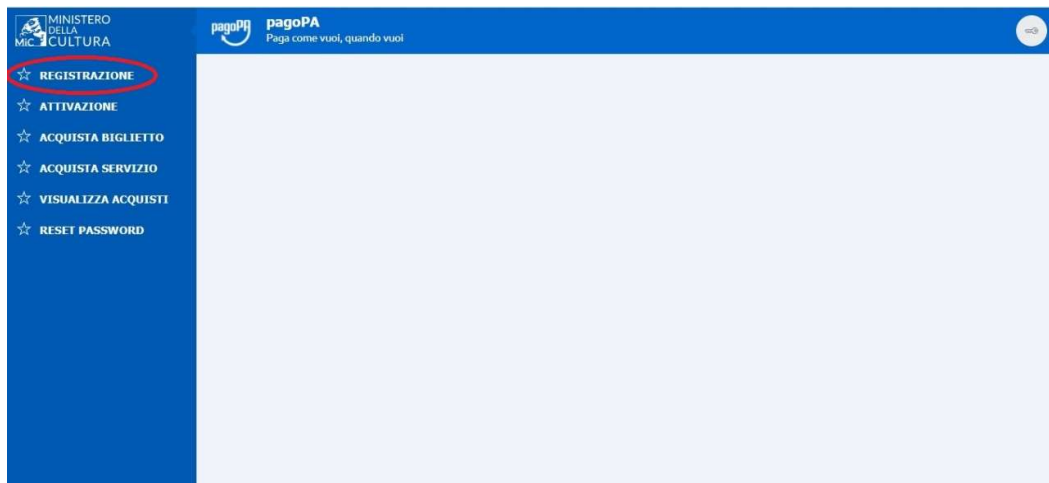 MINISTERO
DELLA
MiC CULTURA
pagoPA
pagoPA
Paga come vuoi, quando vuoi
REGISTRAZIONE
ATTIVAZIONE
ACQUISTA BIGLIETTO
ACQUISTA SERVIZIO
VISUALIZZA ACQUISTI
RESET PASSWORD